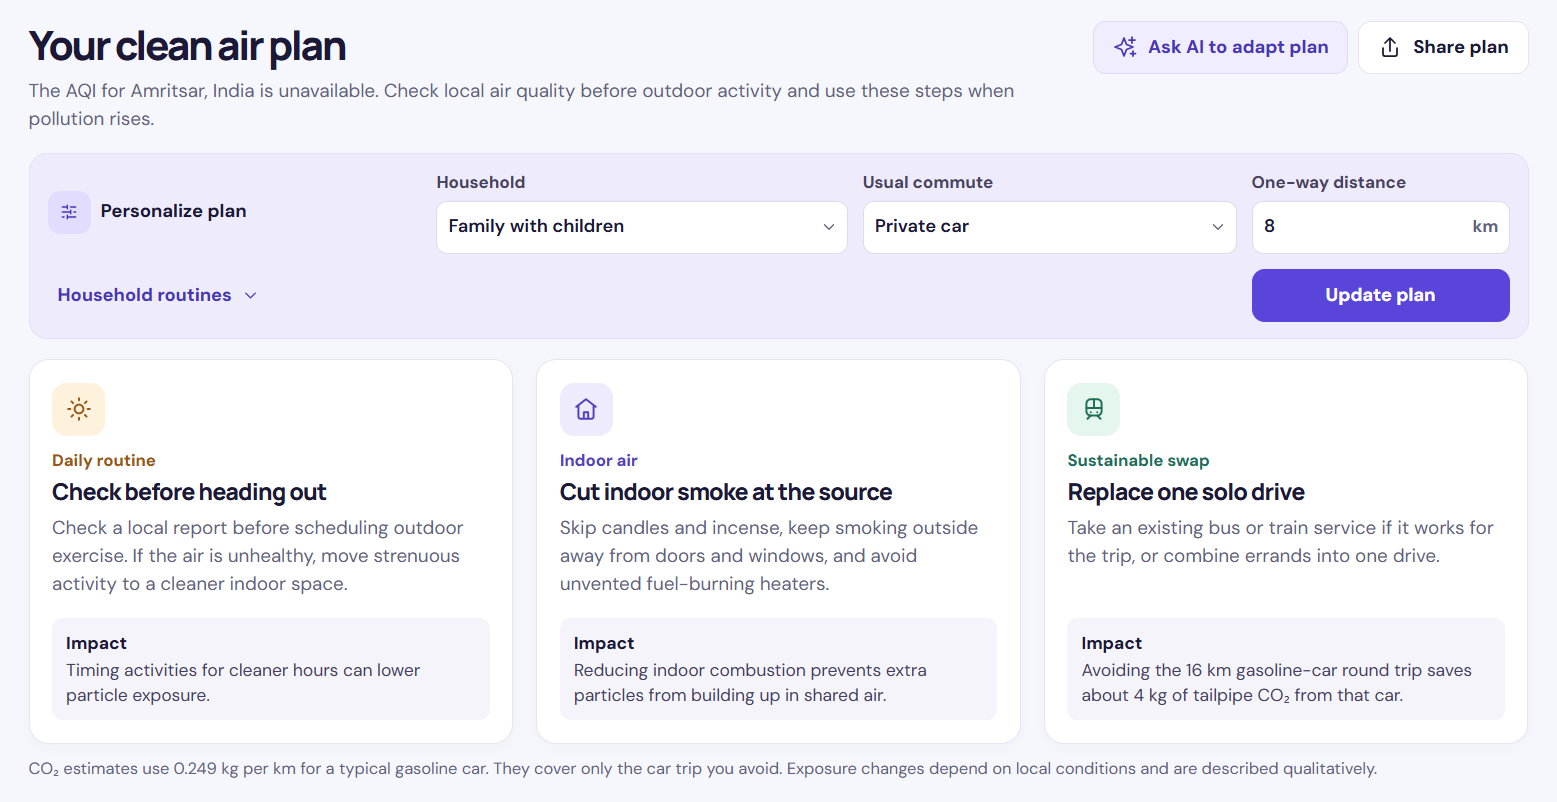 Your clean air plan
Ask AI to adapt plan
Share plan
The AQI for Amritsar, India is unavailable. Check local air quality before outdoor activity and use these steps when
pollution rises.
Personalize plan
Household
Family with children
Usual commute
Private car
One-way distance
8 km
Household routines
Update plan
Daily routine
Check before heading out
Check a local report before scheduling outdoor
exercise. If the air is unhealthy, move strenuous
activity to a cleaner indoor space.
Impact
Timing activities for cleaner hours can lower
particle exposure.
Indoor air
Cut indoor smoke at the source
Skip candles and incense, keep smoking outside
away from doors and windows, and avoid
unvented fuel-burning heaters.
Impact
Reducing indoor combustion prevents extra
particles from building up in shared air.
Sustainable swap
Replace one solo drive
Take an existing bus or train service if it works for
the trip, or combine errands into one drive.
Impact
Avoiding the 16 km gasoline-car round trip saves
about 4 kg of tailpipe CO₂ from that car.
CO₂ estimates use 0.249 kg per km for a typical gasoline car. They cover only the car trip you avoid. Exposure changes depend on local conditions and are described qualitatively.